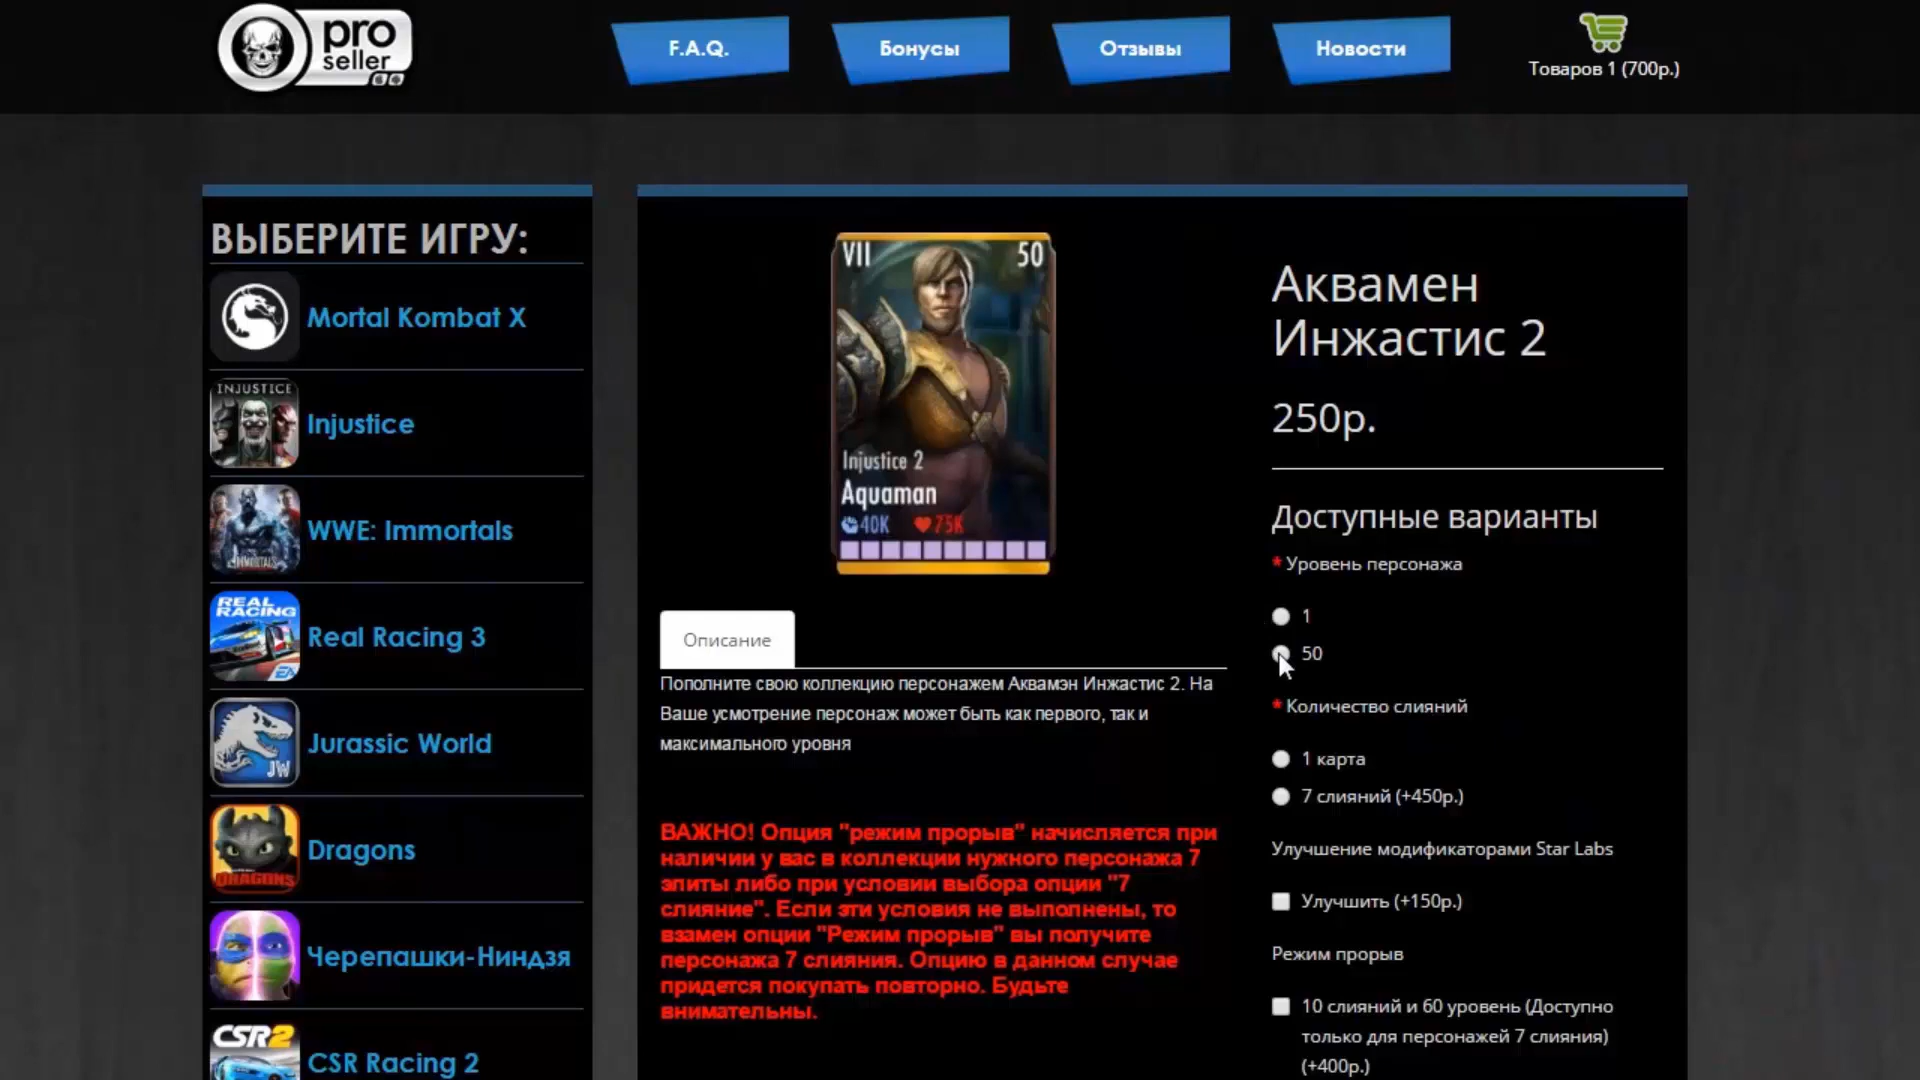 pro
seller
F.A.Q.
Бонусы
Отзывы
Новости
Товаров 1 (700р.)
ВЫБЕРИТЕ ИГРУ:
Mortal Kombat X
INJUSTICE
Injustice
IMMORTALS
WWE: Immortals
REAL
RACING
EA
Real Racing 3
JW
Jurassic World
DRAGONS
Dragons
Черепашки-Ниндзя
CSR2
CSR Racing 2
VII
50
Injustice 2
Aquaman
40K
75K
Описание
Пополните свою коллекцию персонажем Аквамэн Инжастис 2. На
Ваше усмотрение персонаж может быть как первого, так и
максимального уровня
ВАЖНО! Опция "режим прорыв" начисляется при
наличии у вас в коллекции нужного персонажа 7
элиты либо при условии выбора опции "7
слияние". Если эти условия не выполнены, то
взамен опции "Режим прорыв" вы получите
персонажа 7 слияния. Опцию в данном случае
придется покупать повторно. Будьте
внимательны.
Аквамен
Инжастис 2
250р.
Доступные варианты
* Уровень персонажа
1
50
* Количество слияний
1 карта
7 слияний (+450р.)
Улучшение модификаторами Star Labs
Улучшить (+150р.)
Режим прорыв
10 слияний и 60 уровень (Доступно
только для персонажей 7 слияния)
(+400р.)